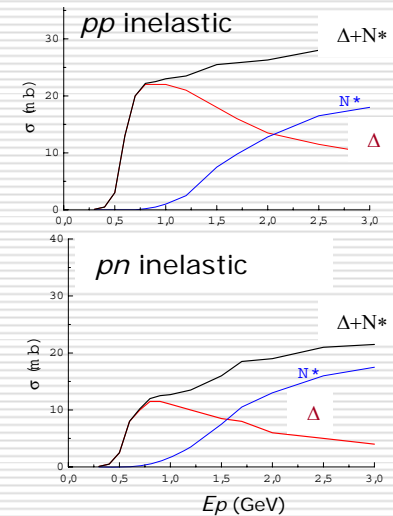 pp inelastic
Δ+N*
N*
Δ
σ (mb)
30
20
10
0
0,0 0,5 1,0 1,5 2,0 2,5 3,0
pn inelastic
Δ+N*
N*
Δ
σ (mb)
40
30
20
10
0
0,0 0,5 1,0 1,5 2,0 2,5 3,0
Ep (GeV)